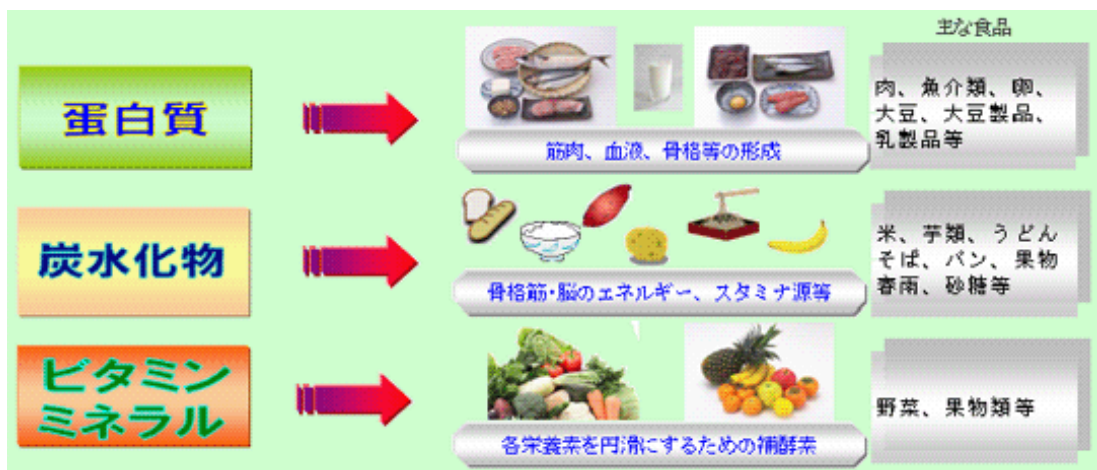 主な食品
蛋白質
筋肉、血液、骨格等の形成
肉、魚介類、卵、
大豆、大豆製品、
乳製品等
炭水化物
骨格筋・脳のエネルギー、スタミナ源等
米、芋類、うどん
そば、パン、果物
春雨、砂糖等
ビタミン
ミネラル
各栄養素を円滑にするための補酵素
野菜、果物類等